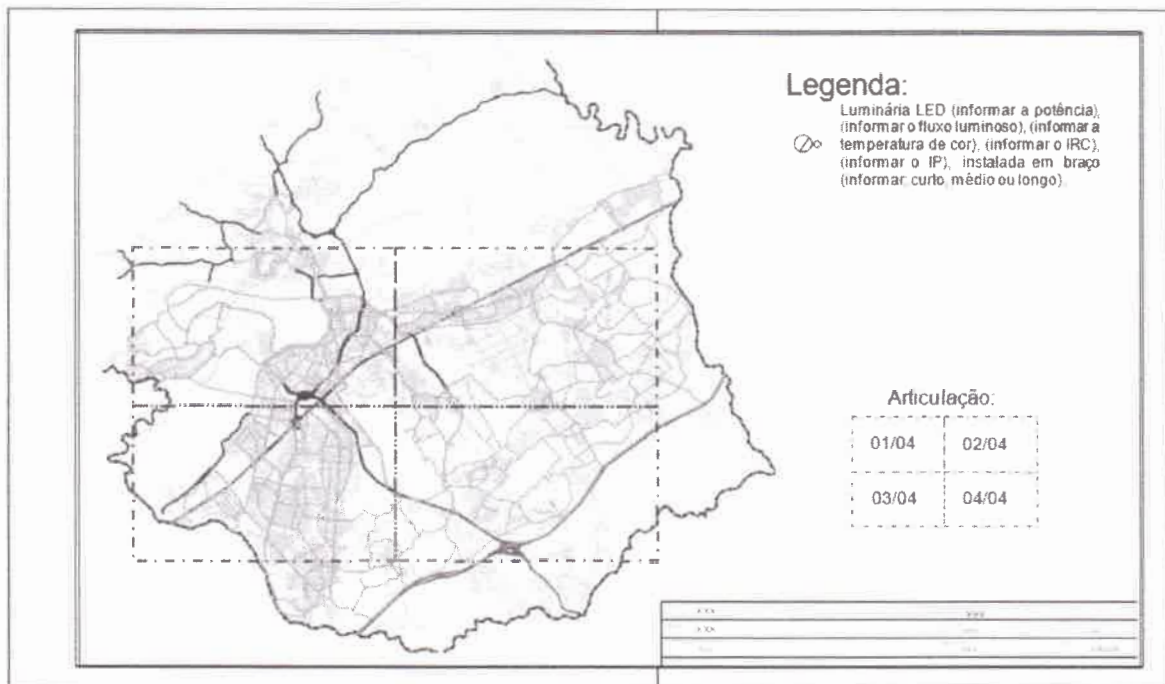 Legenda:
Luminária LED (informar a potência),
(informar o fluxo luminoso), (informar a
temperatura de cor), (informar o IRC),
(informar o IP), instalada em braço
(informar: curto, médio ou longo).
Articulação:
01/04 02/04
03/04 04/04